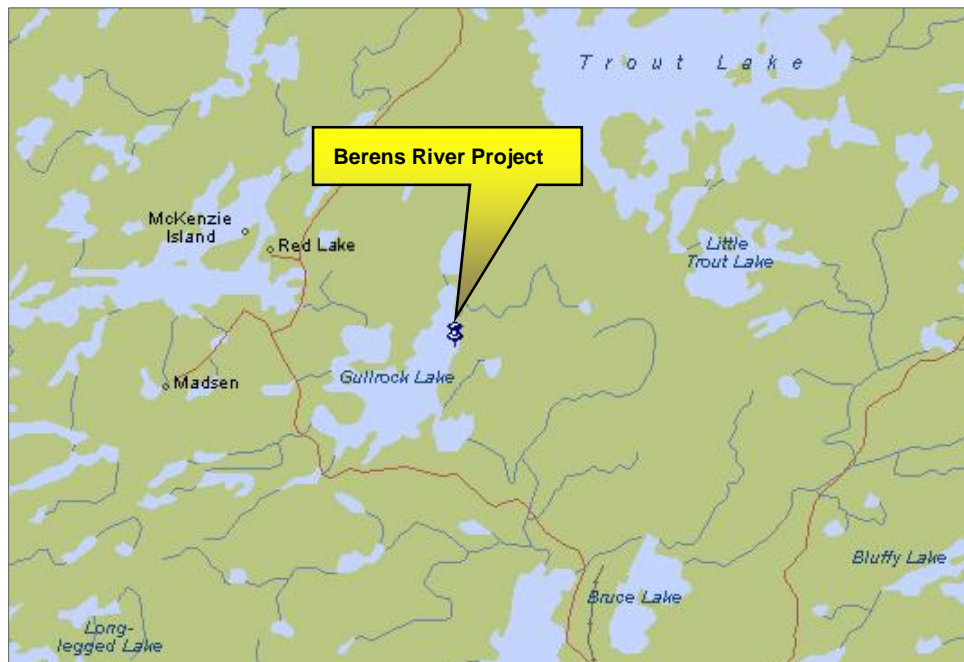 Trout Lake
Berens River Project
McKenzie
Island
Red Lake
Little
Trout Lake
Madsen
Gullrock Lake
Bluffy Lake
Bruce Lake
Long-
legged Lake